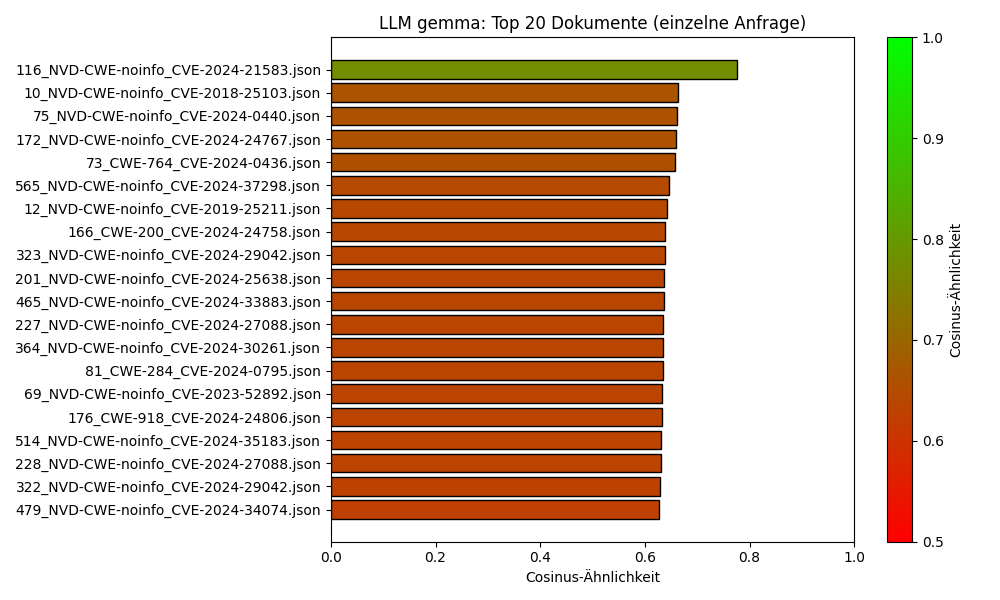 LLM gemma: Top 20 Dokumente (einzelne Anfrage)
116_NVD-CWE-noinfo_CVE-2024-21583.json
10_NVD-CWE-noinfo_CVE-2018-25103.json
75_NVD-CWE-noinfo_CVE-2024-0440.json
172_NVD-CWE-noinfo_CVE-2024-24767.json
73_CWE-764_CVE-2024-0436.json
565_NVD-CWE-noinfo_CVE-2024-37298.json
12_NVD-CWE-noinfo_CVE-2019-25211.json
166_CWE-200_CVE-2024-24758.json
323_NVD-CWE-noinfo_CVE-2024-29042.json
201_NVD-CWE-noinfo_CVE-2024-25638.json
465_NVD-CWE-noinfo_CVE-2024-33883.json
227_NVD-CWE-noinfo_CVE-2024-27088.json
364_NVD-CWE-noinfo_CVE-2024-30261.json
81_CWE-284_CVE-2024-0795.json
69_NVD-CWE-noinfo_CVE-2023-52892.json
176_CWE-918_CVE-2024-24806.json
514_NVD-CWE-noinfo_CVE-2024-35183.json
228_NVD-CWE-noinfo_CVE-2024-27088.json
322_NVD-CWE-noinfo_CVE-2024-29042.json
479_NVD-CWE-noinfo_CVE-2024-34074.json
0.0 0.2 0.4 0.6 0.8 1.0
Cosinus-Ähnlichkeit
1.0
0.9
0.8
0.7
0.6
0.5
Cosinus-Ähnlichkeit